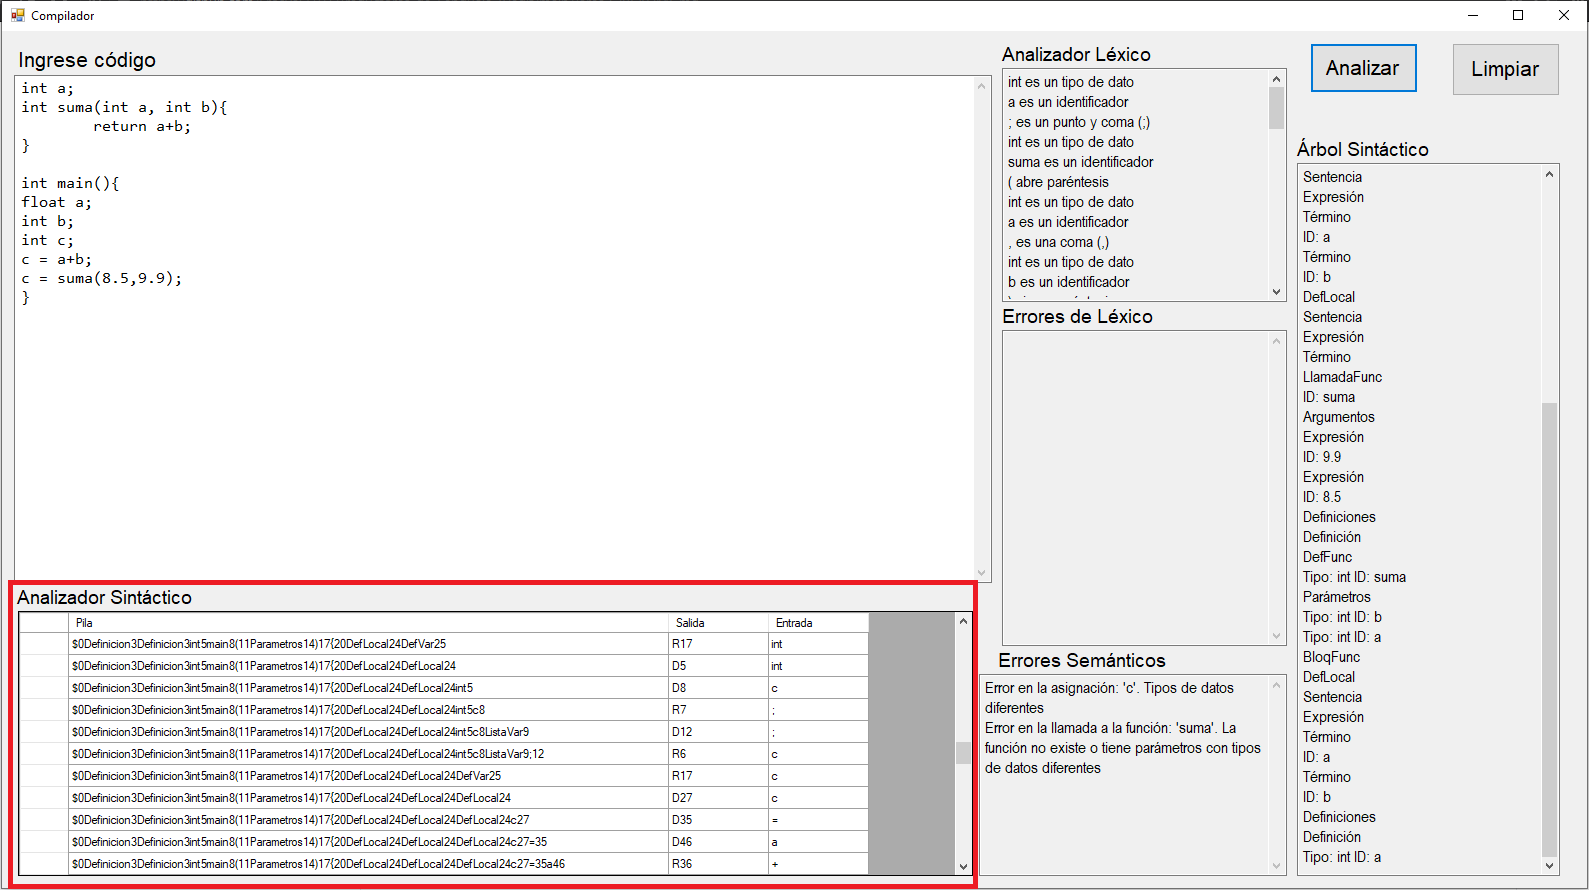 Compilador
Ingrese código
int a;
int suma(int a, int b){
return a+b;
}
int main(){
float a;
int b;
int c;
c = a+b;
c = suma(8.5,9.9);
}
Analizador Sintáctico
Pila Salida Entrada
$0Definicion3Definicion3int5main8(11Parametros14)17{20DefLocal24DefVar25 R17 int
$0Definicion3Definicion3int5main8(11Parametros14)17{20DefLocal24DefLocal24 D5 int
$0Definicion3Definicion3int5main8(11Parametros14)17{20DefLocal24DefLocal24int5 D8 c
$0Definicion3Definicion3int5main8(11Parametros14)17{20DefLocal24DefLocal24int5c8 R7 ;
$0Definicion3Definicion3int5main8(11Parametros14)17{20DefLocal24DefLocal24int5c8ListaVar9 D12 ;
$0Definicion3Definicion3int5main8(11Parametros14)17{20DefLocal24DefLocal24int5c8ListaVar9;12 R6 c
$0Definicion3Definicion3int5main8(11Parametros14)17{20DefLocal24DefLocal24DefVar25 R17 c
$0Definicion3Definicion3int5main8(11Parametros14)17{20DefLocal24DefLocal24DefLocal24 D27 c
$0Definicion3Definicion3int5main8(11Parametros14)17{20DefLocal24DefLocal24DefLocal24c27 D35 =
$0Definicion3Definicion3int5main8(11Parametros14)17{20DefLocal24DefLocal24DefLocal24c27=35 D46 a
$0Definicion3Definicion3int5main8(11Parametros14)17{20DefLocal24DefLocal24DefLocal24c27=35a46 R36 +
Analizador Léxico
int es un tipo de dato
a es un identificador
; es un punto y coma (;)
int es un tipo de dato
suma es un identificador
( abre paréntesis
int es un tipo de dato
a es un identificador
, es una coma (,)
int es un tipo de dato
b es un identificador
Errores de Léxico
Errores Semánticos
Error en la asignación: 'c'. Tipos de datos
diferentes
Error en la llamada a la función: 'suma'. La
función no existe o tiene parámetros con tipos
de datos diferentes
Analizar
Limpiar
Árbol Sintáctico
Sentencia
Expresión
Término
ID: a
Término
ID: b
DefLocal
Sentencia
Expresión
Término
LlamadaFunc
ID: suma
Argumentos
Expresión
ID: 9.9
Expresión
ID: 8.5
Definiciones
Definición
DefFunc
Tipo: int ID: suma
Parámetros
Tipo: int ID: b
Tipo: int ID: a
BloqFunc
DefLocal
Sentencia
Expresión
Término
ID: a
Término
ID: b
Definiciones
Definición
Tipo: int ID: a